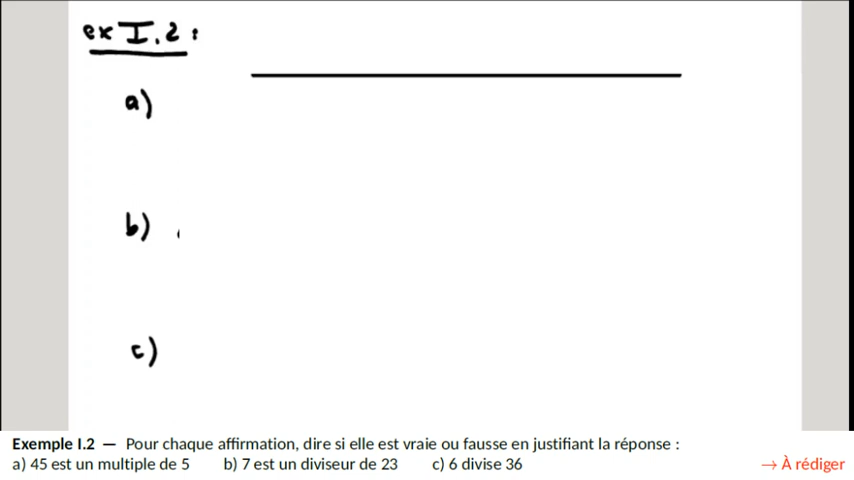 ex I.2 :
a)
b)
c)
Exemple I.2 — Pour chaque affirmation, dire si elle est vraie ou fausse en justifiant la réponse :
a) 45 est un multiple de 5 b) 7 est un diviseur de 23 c) 6 divise 36 → À rédiger